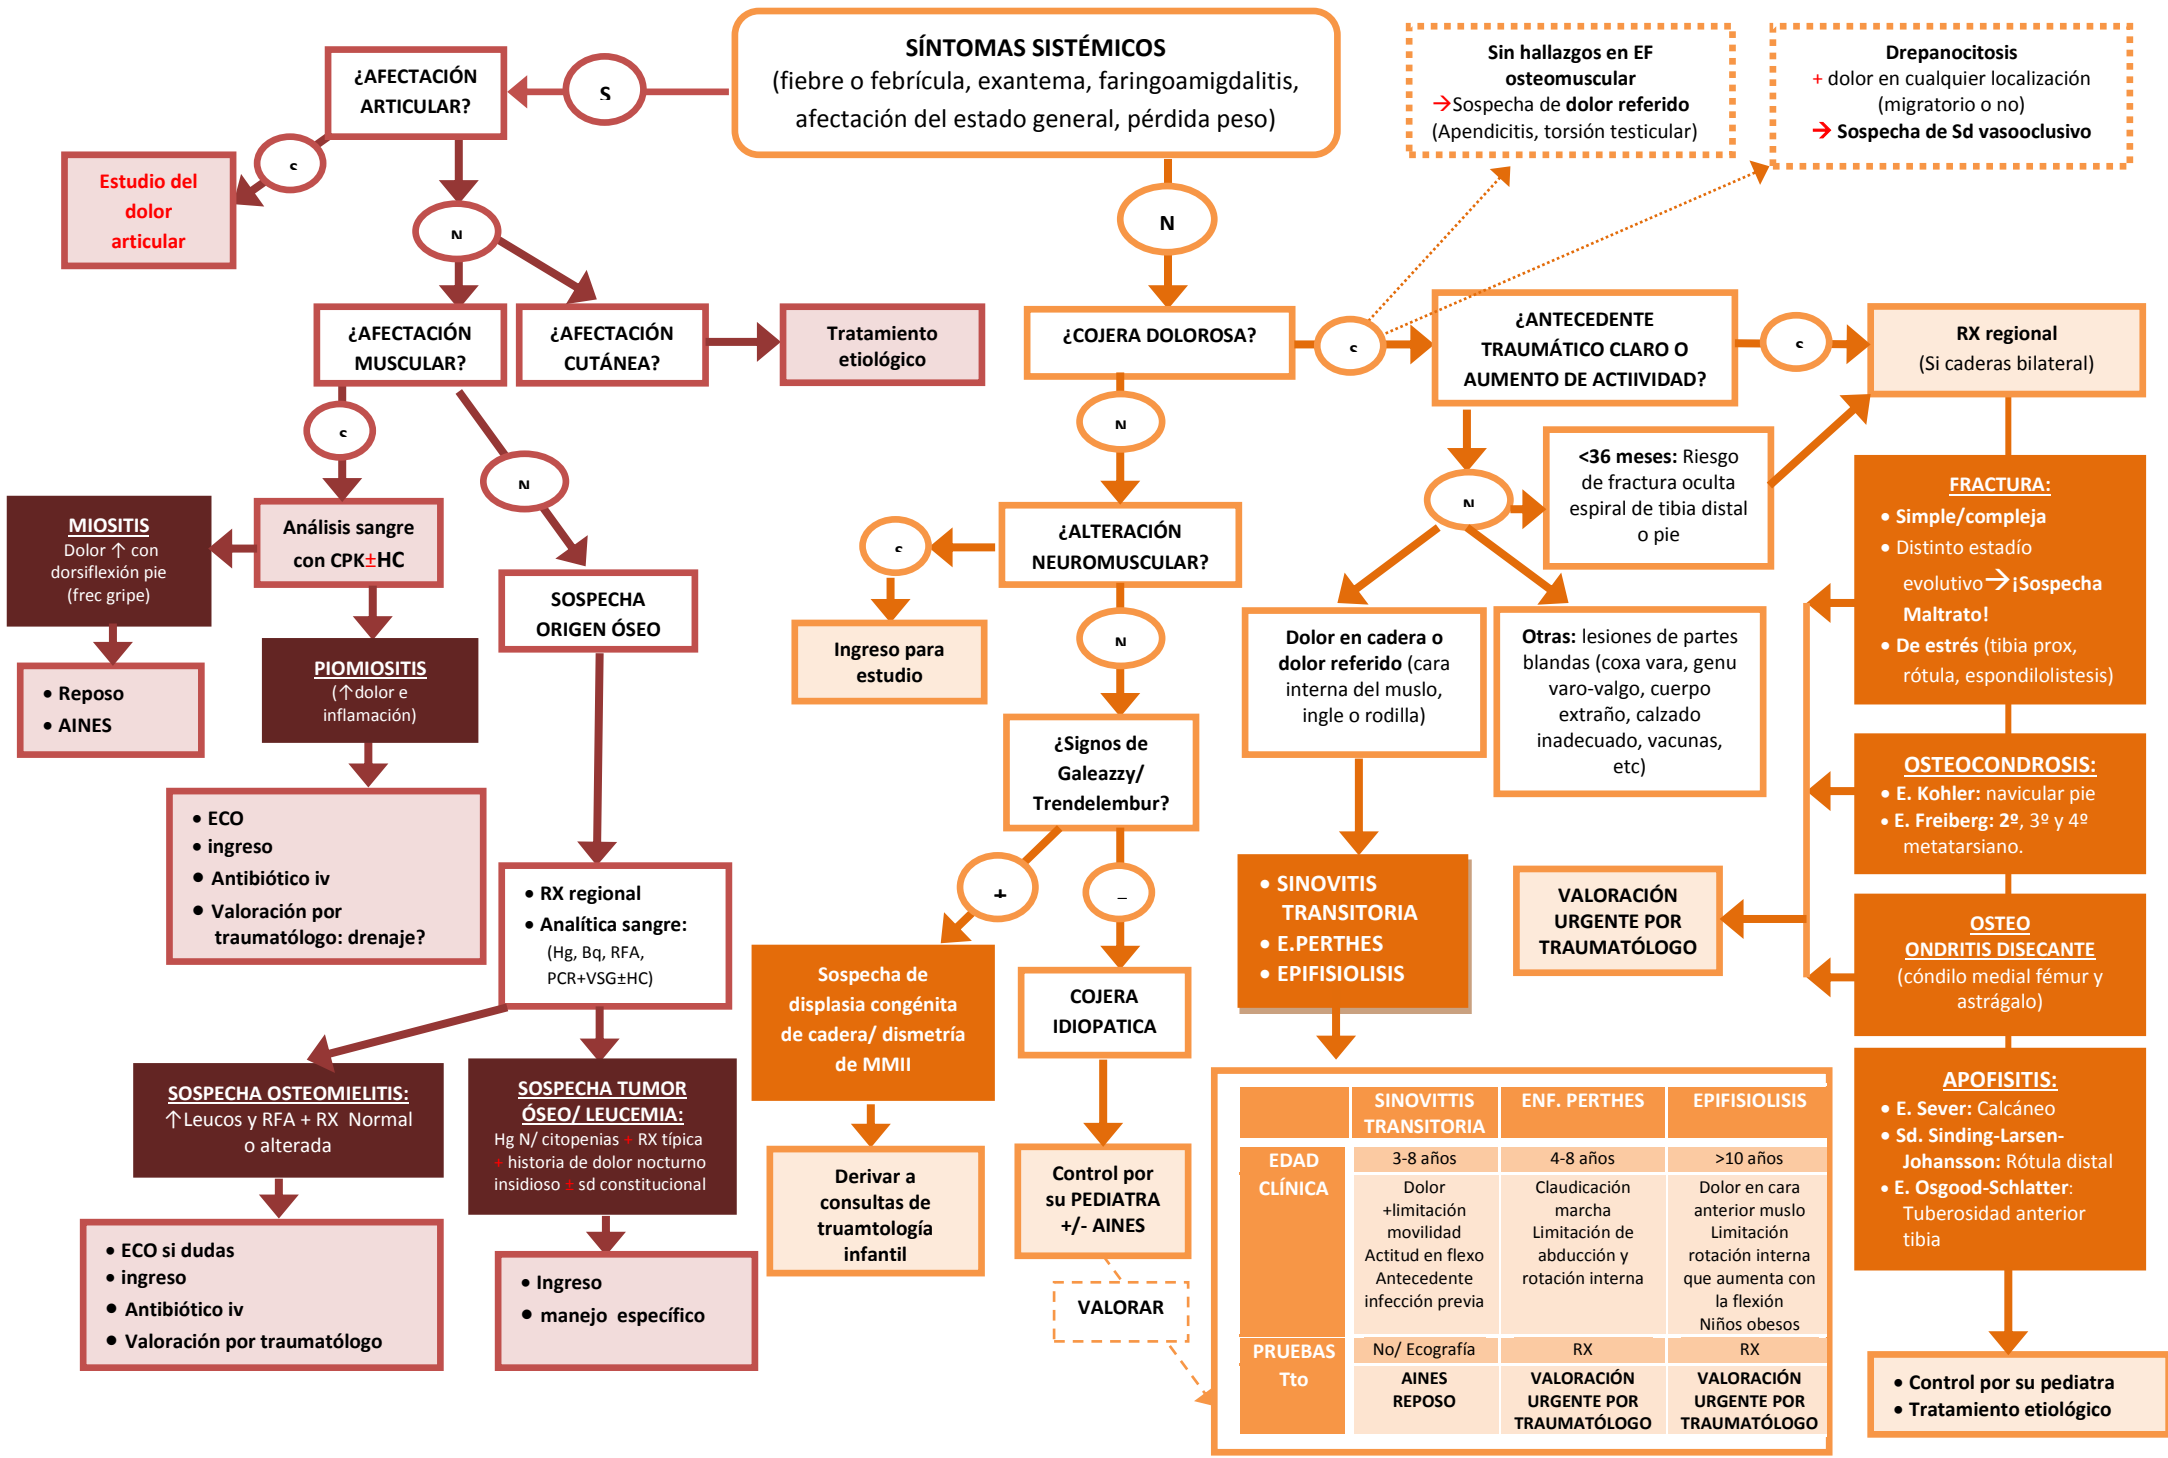 SÍNTOMAS SISTÉMICOS
(fiebre o febrícula, exantema, faringoamigdalitis,
afectación del estado general, pérdida peso)
Sin hallazgos en EF
osteomuscular
→Sospecha de dolor referido
(Apendicitis, torsión testicular)
Drepanocitosis
+ dolor en cualquier localización
(migratorio o no)
→ Sospecha de Sd vasooclusivo
¿AFECTACIÓN
ARTICULAR?
S
S
Estudio del
dolor
articular
N
N
¿AFECTACIÓN
MUSCULAR?
¿AFECTACIÓN
CUTÁNEA?
Tratamiento
etiológico
¿COJERA DOLOROSA?
S
¿ANTECEDENTE
TRAUMÁTICO CLARO O
AUMENTO DE ACTIIVIDAD?
S
RX regional
(Si caderas bilateral)
S
N
N
N
<36 meses: Riesgo
de fractura oculta
espiral de tibia distal
o pie
MIOSITIS
Dolor ↑ con
dorsiflexión pie
(frec gripe)
Análisis sangre
con CPK±HC
• Reposo
• AINES
PIOMIOSITIS
(↑dolor e
inflamación)
• ECO
• ingreso
• Antibiótico iv
• Valoración por
traumatólogo: drenaje?
SOSPECHA
ORIGEN ÓSEO
• RX regional
• Analítica sangre:
(Hg, Bq, RFA,
PCR+VSG±HC)
SOSPECHA OSTEOMIELITIS:
↑Leucos y RFA + RX Normal
o alterada
• ECO si dudas
• ingreso
• Antibiótico iv
• Valoración por traumatólogo
SOSPECHA TUMOR
ÓSEO/ LEUCEMIA:
Hg N/ citopenias + RX típica
+ historia de dolor nocturno
insidioso ± sd constitucional
• Ingreso
• manejo específico
¿ALTERACIÓN
NEUROMUSCULAR?
S
Ingreso para
estudio
N
¿Signos de
Galeazzy/
Trendelembur?
+
–
Sospecha de
displasia congénita
de cadera/ dismetría
de MMII
Derivar a
consultas de
truamtología
infantil
COJERA
IDIOPATICA
Control por
su PEDIATRA
+/- AINES
VALORAR
Dolor en cadera o
dolor referido (cara
interna del muslo,
ingle o rodilla)
Otras: lesiones de partes
blandas (coxa vara, genu
varo-valgo, cuerpo
extraño, calzado
inadecuado, vacunas,
etc)
• SINOVITIS
TRANSITORIA
• E.PERTHES
• EPIFISIOLISIS
VALORACIÓN
URGENTE POR
TRAUMATÓLOGO
FRACTURA:
• Simple/compleja
• Distinto estadío
evolutivo→¡Sospecha
Maltrato!
• De estrés (tibia prox,
rótula, espondilolistesis)
OSTEOCONDROSIS:
• E. Kohler: navicular pie
• E. Freiberg: 2º, 3º y 4º
metatarsiano.
OSTEO
ONDRITIS DISECANTE
(cóndilo medial fémur y
astrágalo)
APOFISITIS:
• E. Sever: Calcáneo
• Sd. Sinding-Larsen-
Johansson: Rótula distal
• E. Osgood-Schlatter:
Tuberosidad anterior
tibia
• Control por su pediatra
• Tratamiento etiológico
SINOVITTIS
TRANSITORIA
ENF. PERTHES
EPIFISIOLISIS
EDAD
CLÍNICA
3-8 años
4-8 años
>10 años
Dolor
+limitación
movilidad
Actitud en flexo
Antecedente
infección previa
Claudicación
marcha
Limitación de
abducción y
rotación interna
Dolor en cara
anterior muslo
Limitación
rotación interna
que aumenta con
la flexión
Niños obesos
PRUEBAS
Tto
No/ Ecografía
RX
RX
AINES
REPOSO
VALORACIÓN
URGENTE POR
TRAUMATÓLOGO
VALORACIÓN
URGENTE POR
TRAUMATÓLOGO